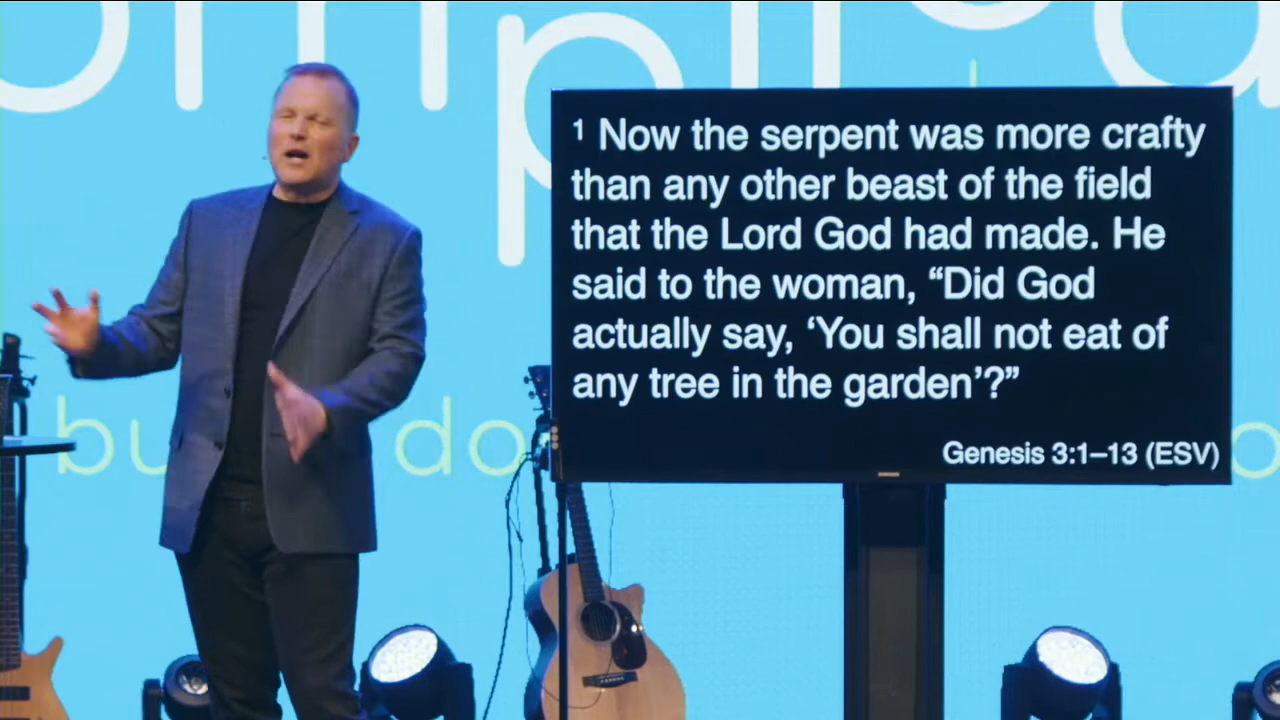 1 Now the serpent was more crafty
than any other beast of the field
that the Lord God had made. He
said to the woman, “Did God
actually say, ‘You shall not eat of
any tree in the garden’?”
Genesis 3:1–13 (ESV)